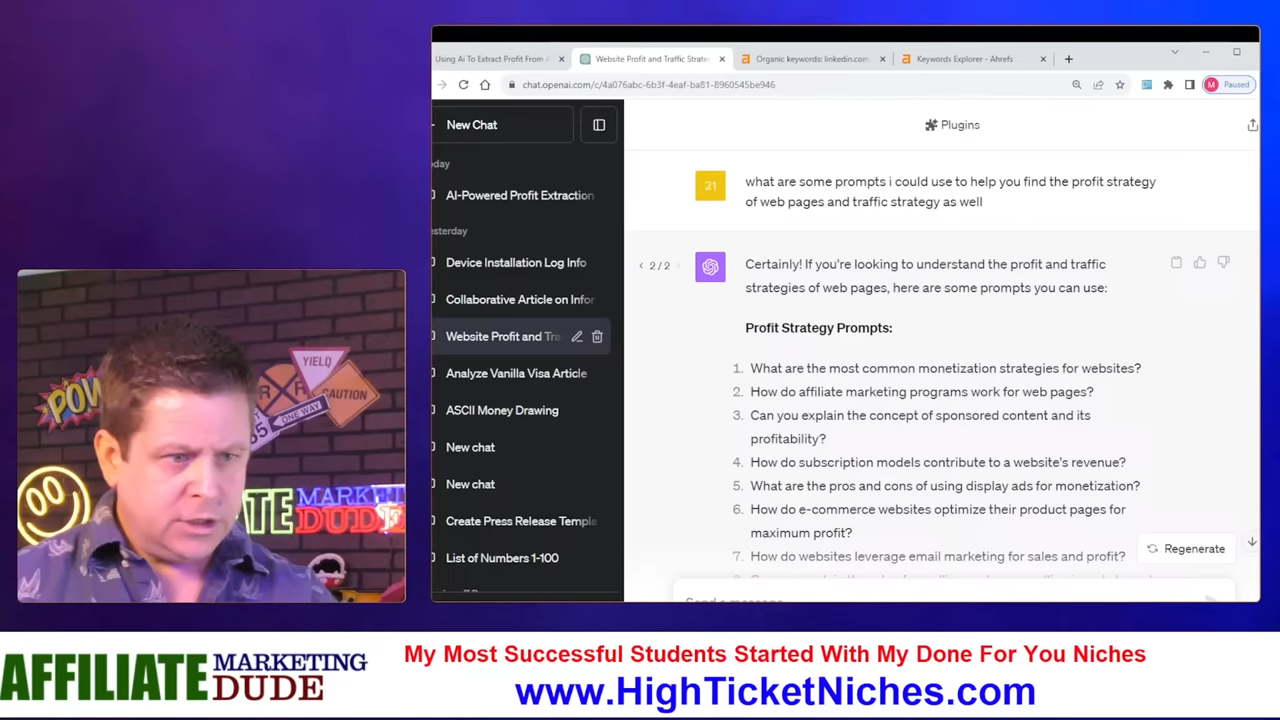 Using Ai To Extract Profit From A
Website Profit and Traffic Strate
Organic keywords: linkedin.com
Keywords Explorer - Ahrefs
chat.openai.com/c/4a076abc-6b3f-4eaf-ba81-8960545be946
M
Paused
New Chat
Plugins
oday
AI-Powered Profit Extraction
esterday
Device Installation Log Info
Collaborative Article on Infor
Website Profit and Tra
Analyze Vanilla Visa Article
ASCII Money Drawing
New chat
New chat
Create Press Release Templa
List of Numbers 1-100
21
what are some prompts i could use to help you find the profit strategy
of web pages and traffic strategy as well
2/2
Certainly! If you're looking to understand the profit and traffic
strategies of web pages, here are some prompts you can use:
Profit Strategy Prompts:
1. What are the most common monetization strategies for websites?
2. How do affiliate marketing programs work for web pages?
3. Can you explain the concept of sponsored content and its
profitability?
4. How do subscription models contribute to a website's revenue?
5. What are the pros and cons of using display ads for monetization?
6. How do e-commerce websites optimize their product pages for
maximum profit?
7. How do websites leverage email marketing for sales and profit?
Regenerate
Send a message
POW
YIELD
R R
CAUTION
ONE WAY
ATE
MARKET
DUDE
AFFILIATE MARKETING
DUDE
My Most Successful Students Started With My Done For You Niches
www.HighTicketNiches.com